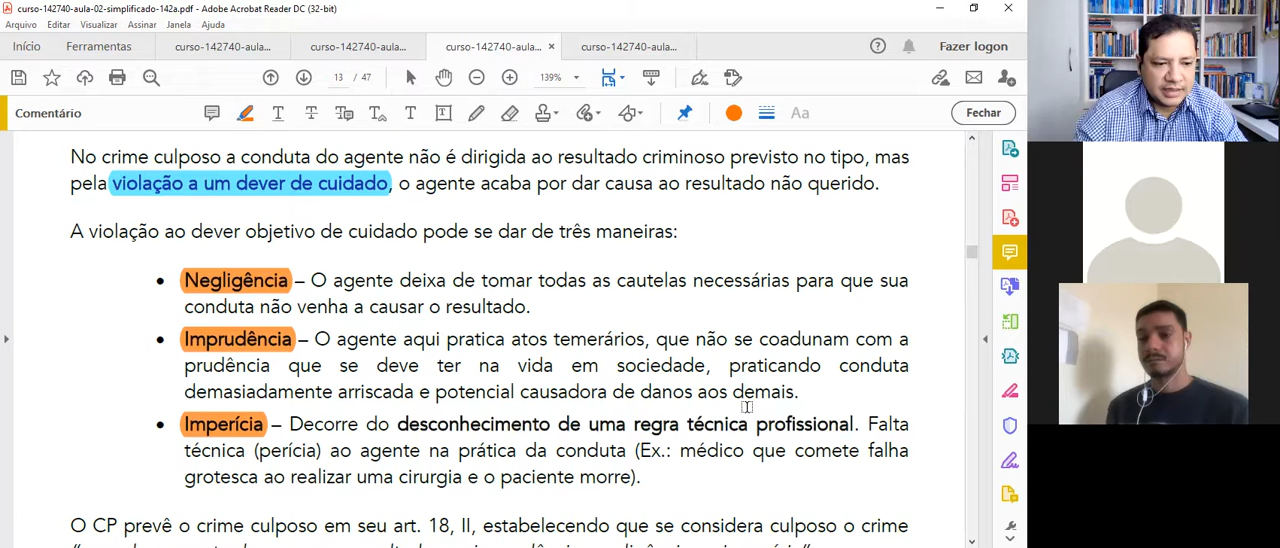 curso-142740-aula-02-simplificado-142a.pdf - Adobe Acrobat Reader DC (32-bit)
Arquivo Editar Visualizar Assinar Janela Ajuda
Início Ferramentas curso-142740-aula... curso-142740-aula... curso-142740-aula... × curso-142740-aula... Fazer logon
13 / 47 139%
Comentário Aa Fechar
No crime culposo a conduta do agente não é dirigida ao resultado criminoso previsto no tipo, mas
pela violação a um dever de cuidado, o agente acaba por dar causa ao resultado não querido.
A violação ao dever objetivo de cuidado pode se dar de três maneiras:
• Negligência – O agente deixa de tomar todas as cautelas necessárias para que sua
conduta não venha a causar o resultado.
• Imprudência – O agente aqui pratica atos temerários, que não se coadunam com a
prudência que se deve ter na vida em sociedade, praticando conduta
demasiadamente arriscada e potencial causadora de danos aos demais.
• Imperícia – Decorre do desconhecimento de uma regra técnica profissional. Falta
técnica (perícia) ao agente na prática da conduta (Ex.: médico que comete falha
grotesca ao realizar uma cirurgia e o paciente morre).
O CP prevê o crime culposo em seu art. 18, II, estabelecendo que se considera culposo o crime